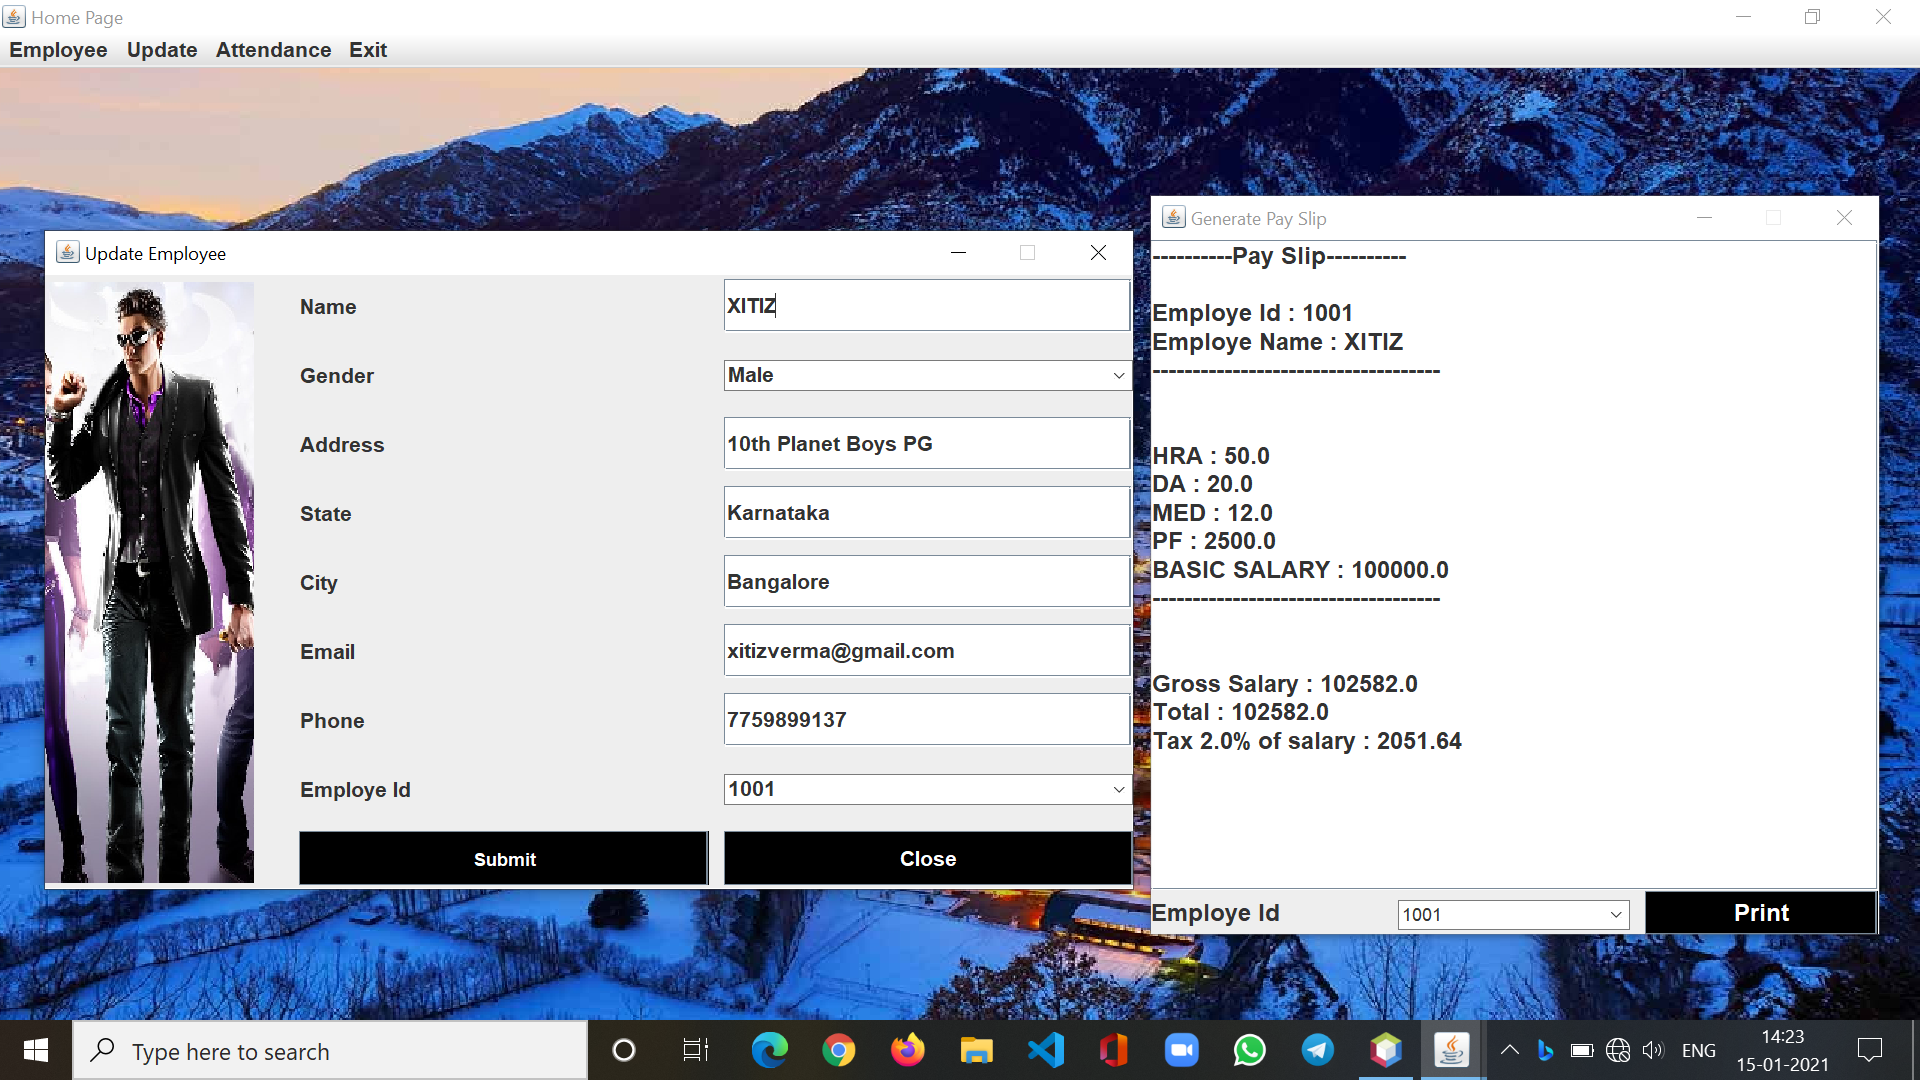 Home Page
Employee Update Attendance Exit
Update Employee
Name XITIZ
Gender Male
Address 10th Planet Boys PG
State Karnataka
City Bangalore
Email xitizverma@gmail.com
Phone 7759899137
Employe Id 1001
Submit Close
Generate Pay Slip
----------Pay Slip----------
Employe Id : 1001
Employe Name : XITIZ
------------------------------------
HRA : 50.0
DA : 20.0
MED : 12.0
PF : 2500.0
BASIC SALARY : 100000.0
------------------------------------
Gross Salary : 102582.0
Total : 102582.0
Tax 2.0% of salary : 2051.64
Employe Id 1001 Print
Type here to search
ENG
14:23
15-01-2021